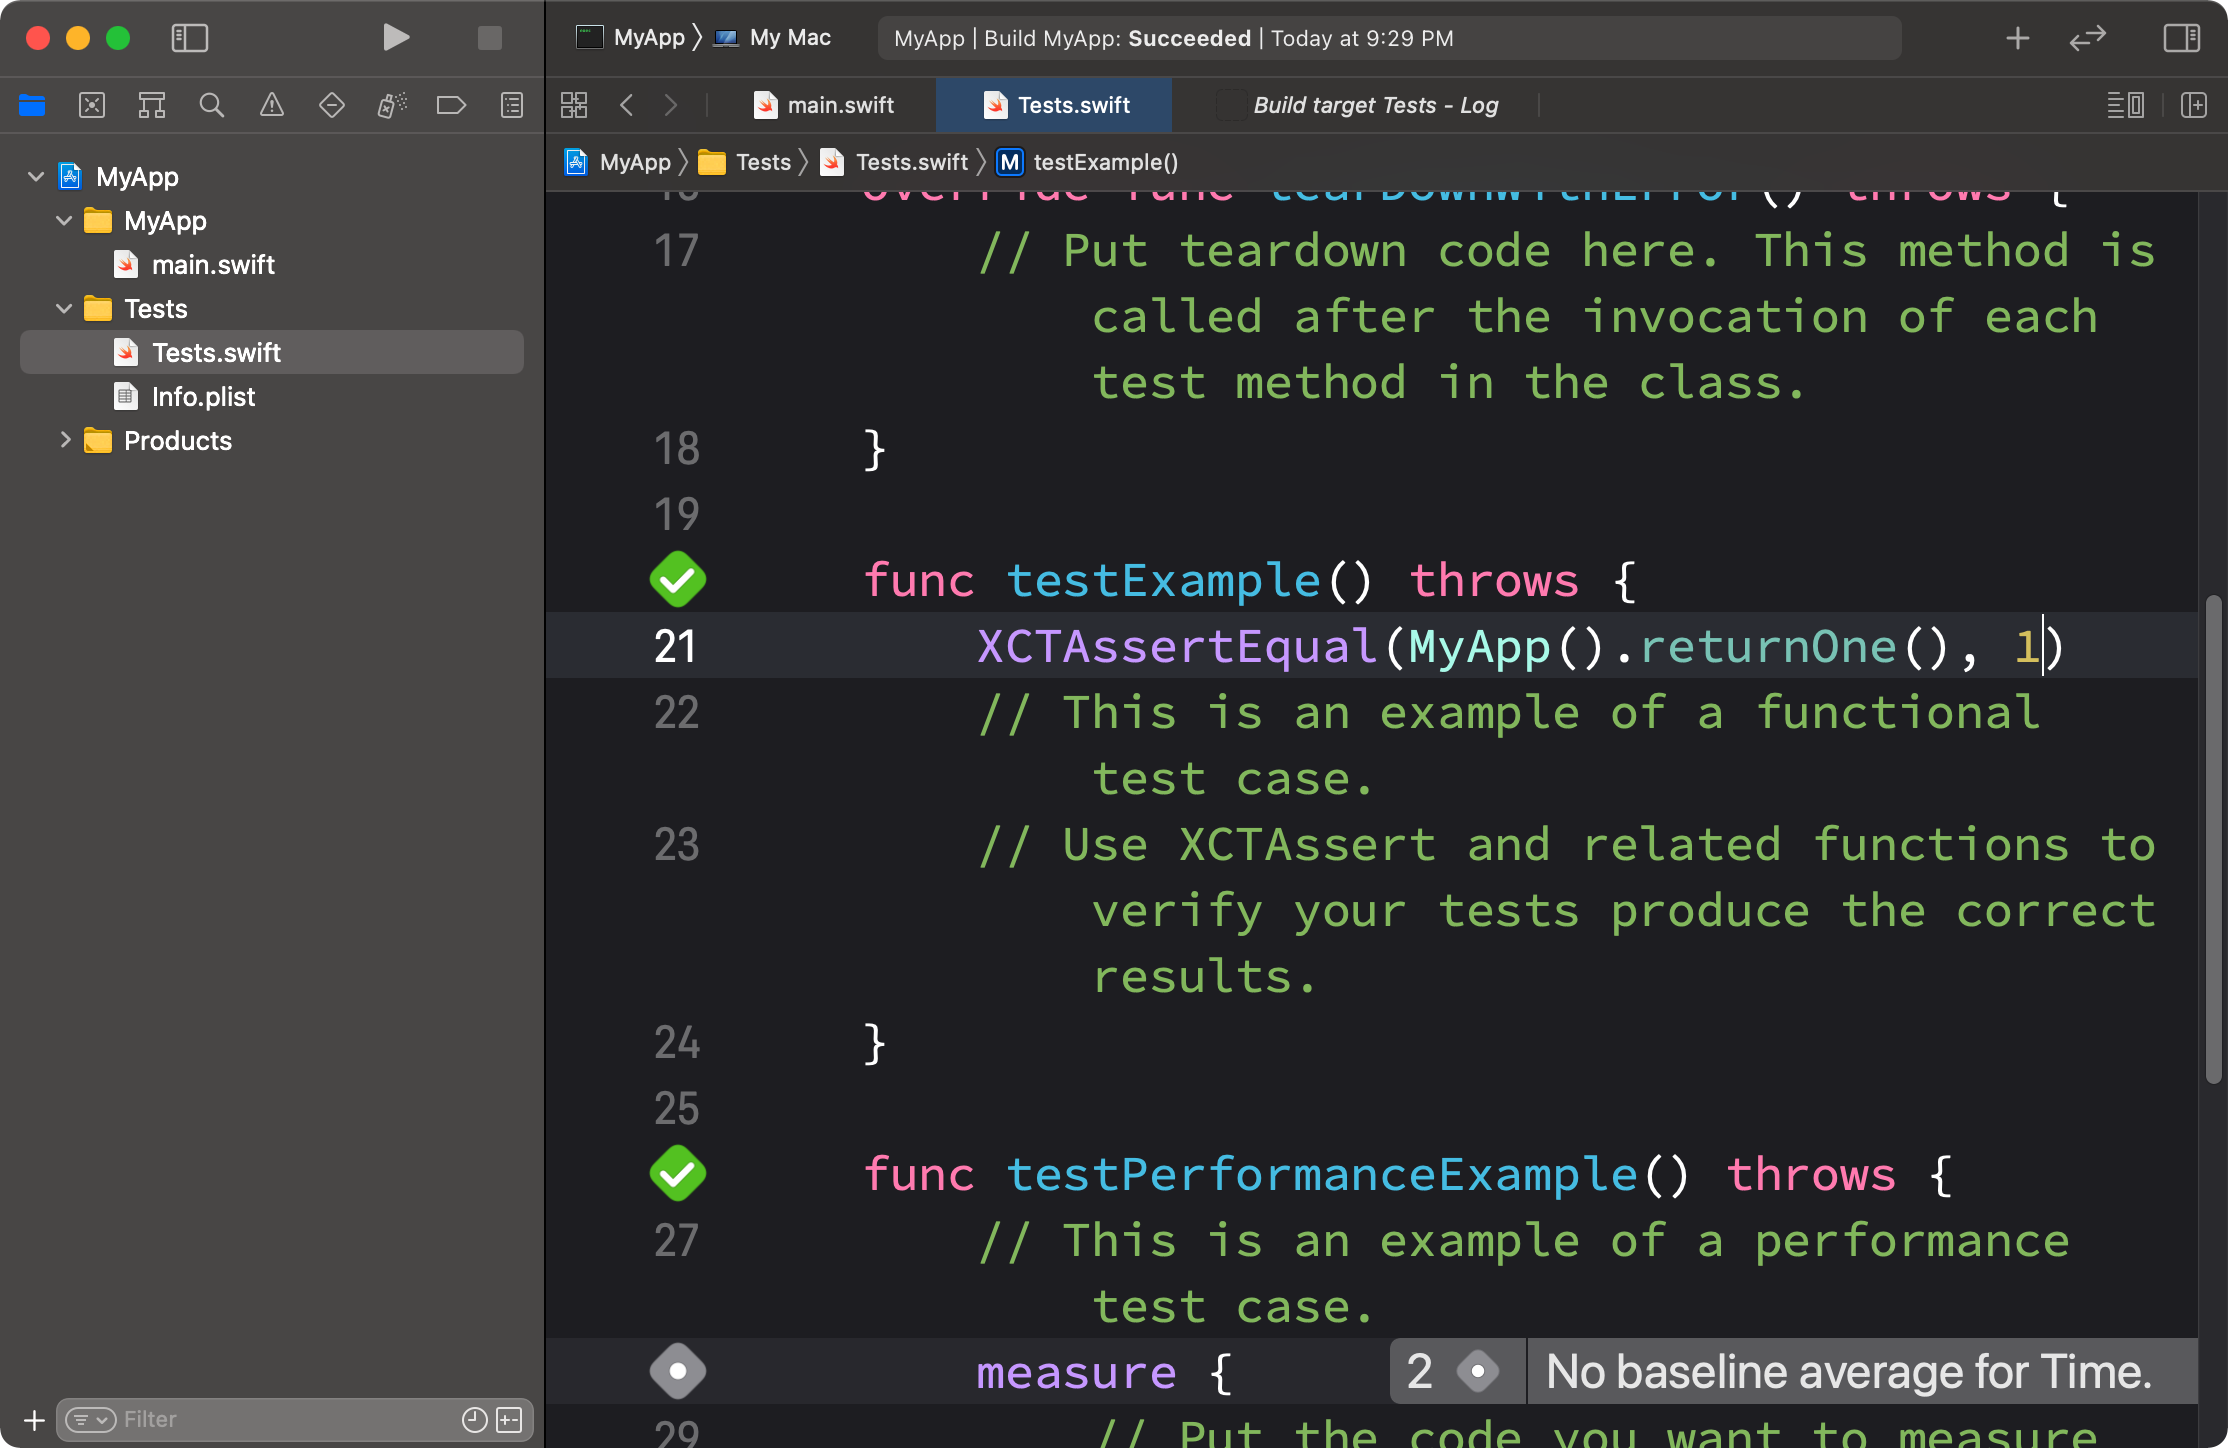 MyApp
My Mac
MyApp | Build MyApp: Succeeded | Today at 9:29 PM
main.swift
Tests.swift
Build target Tests - Log
MyApp
Tests
Tests.swift
M
testExample()
MyApp
MyApp
main.swift
Tests
Tests.swift
Info.plist
Products
Filter
16 override func tearDownWithError() throws {
17 // Put teardown code here. This method is
called after the invocation of each
test method in the class.
18 }
19
func testExample() throws {
21 XCTAssertEqual(MyApp().returnOne(), 1)
22 // This is an example of a functional
test case.
23 // Use XCTAssert and related functions to
verify your tests produce the correct
results.
24 }
25
func testPerformanceExample() throws {
27 // This is an example of a performance
test case.
measure { 2 No baseline average for Time.
29 // Put the code you want to measure